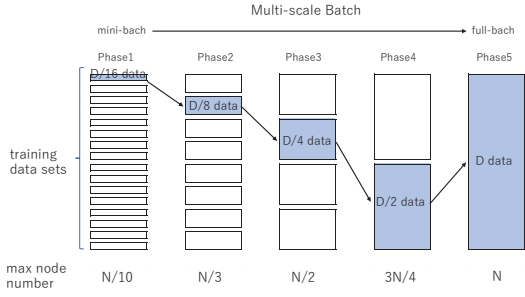 Multi-scale Batch
mini-bach
full-bach
Phase1
Phase2
Phase3
Phase4
Phase5
D/16 data
D/8 data
D/4 data
D/2 data
D data
training
data sets
max node
number
N/10
N/3
N/2
3N/4
N